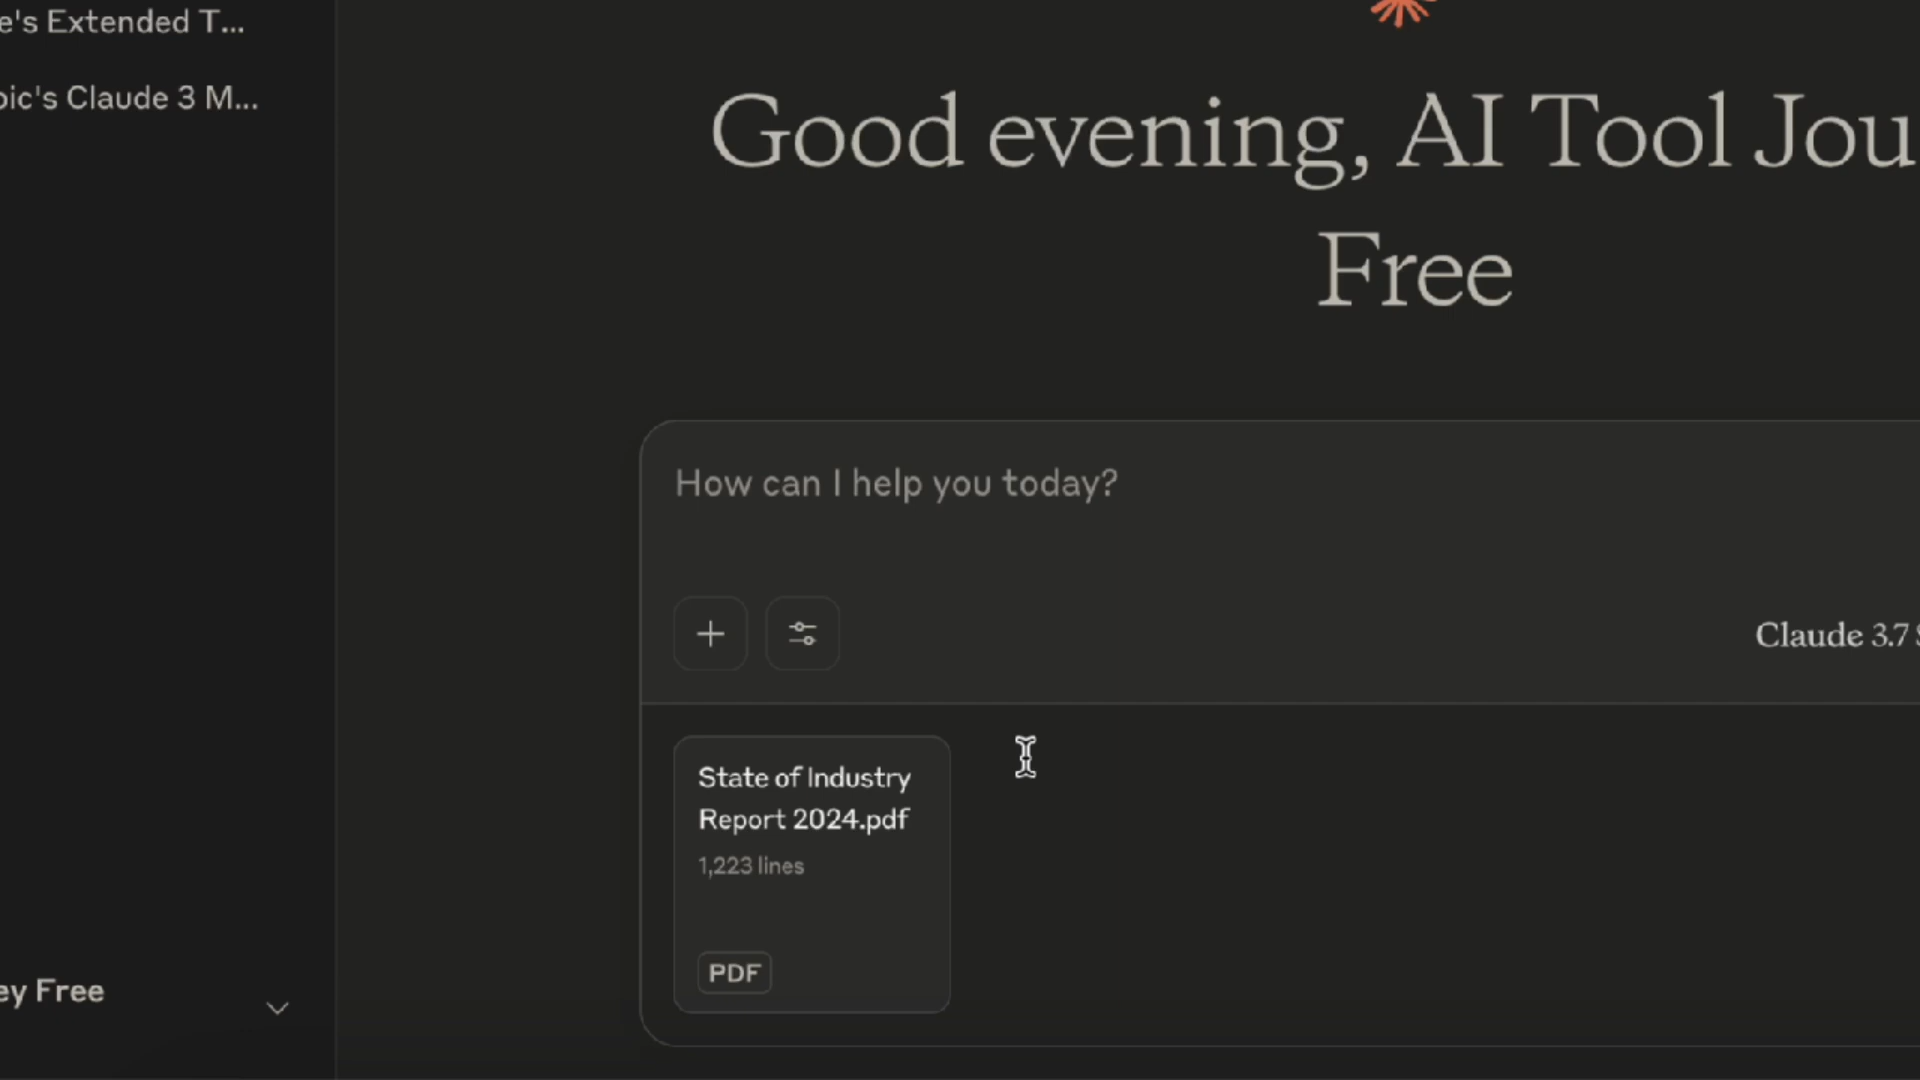 e's Extended T...
pic's Claude 3 M...
Good evening, AI Tool Jou
Free
How can I help you today?
Claude 3.7 S
State of Industry
Report 2024.pdf
1,223 lines
PDF
ey Free